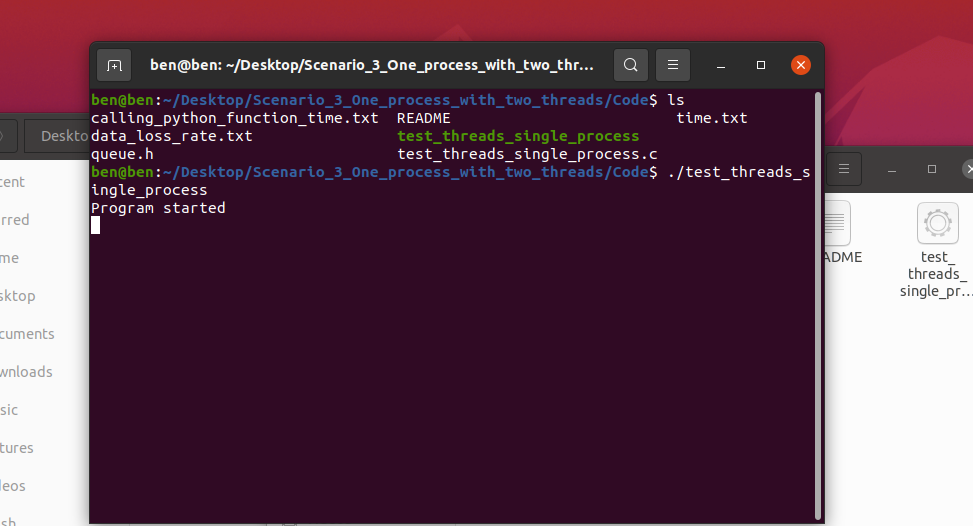 ben@ben: ~/Desktop/Scenario_3_One_process_with_two_thr...
ben@ben:~/Desktop/Scenario_3_One_process_with_two_threads/Code$ ls
calling_python_function_time.txt README time.txt
data_loss_rate.txt test_threads_single_process
queue.h test_threads_single_process.c
ben@ben:~/Desktop/Scenario_3_One_process_with_two_threads/Code$ ./test_threads_s
ingle_process
Program started
Deskto
cent
rred
me
sktop
cuments
wnloads
sic
tures
deos
sh
ADME
test_
threads_
single_pr...